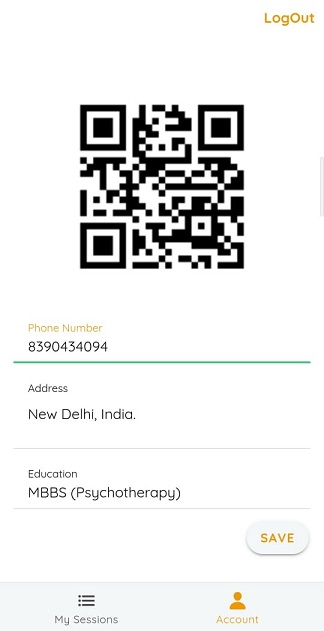 LogOut
Phone Number
8390434094
Address
New Delhi, India.
Education
MBBS (Psychotherapy)
SAVE
My Sessions
Account